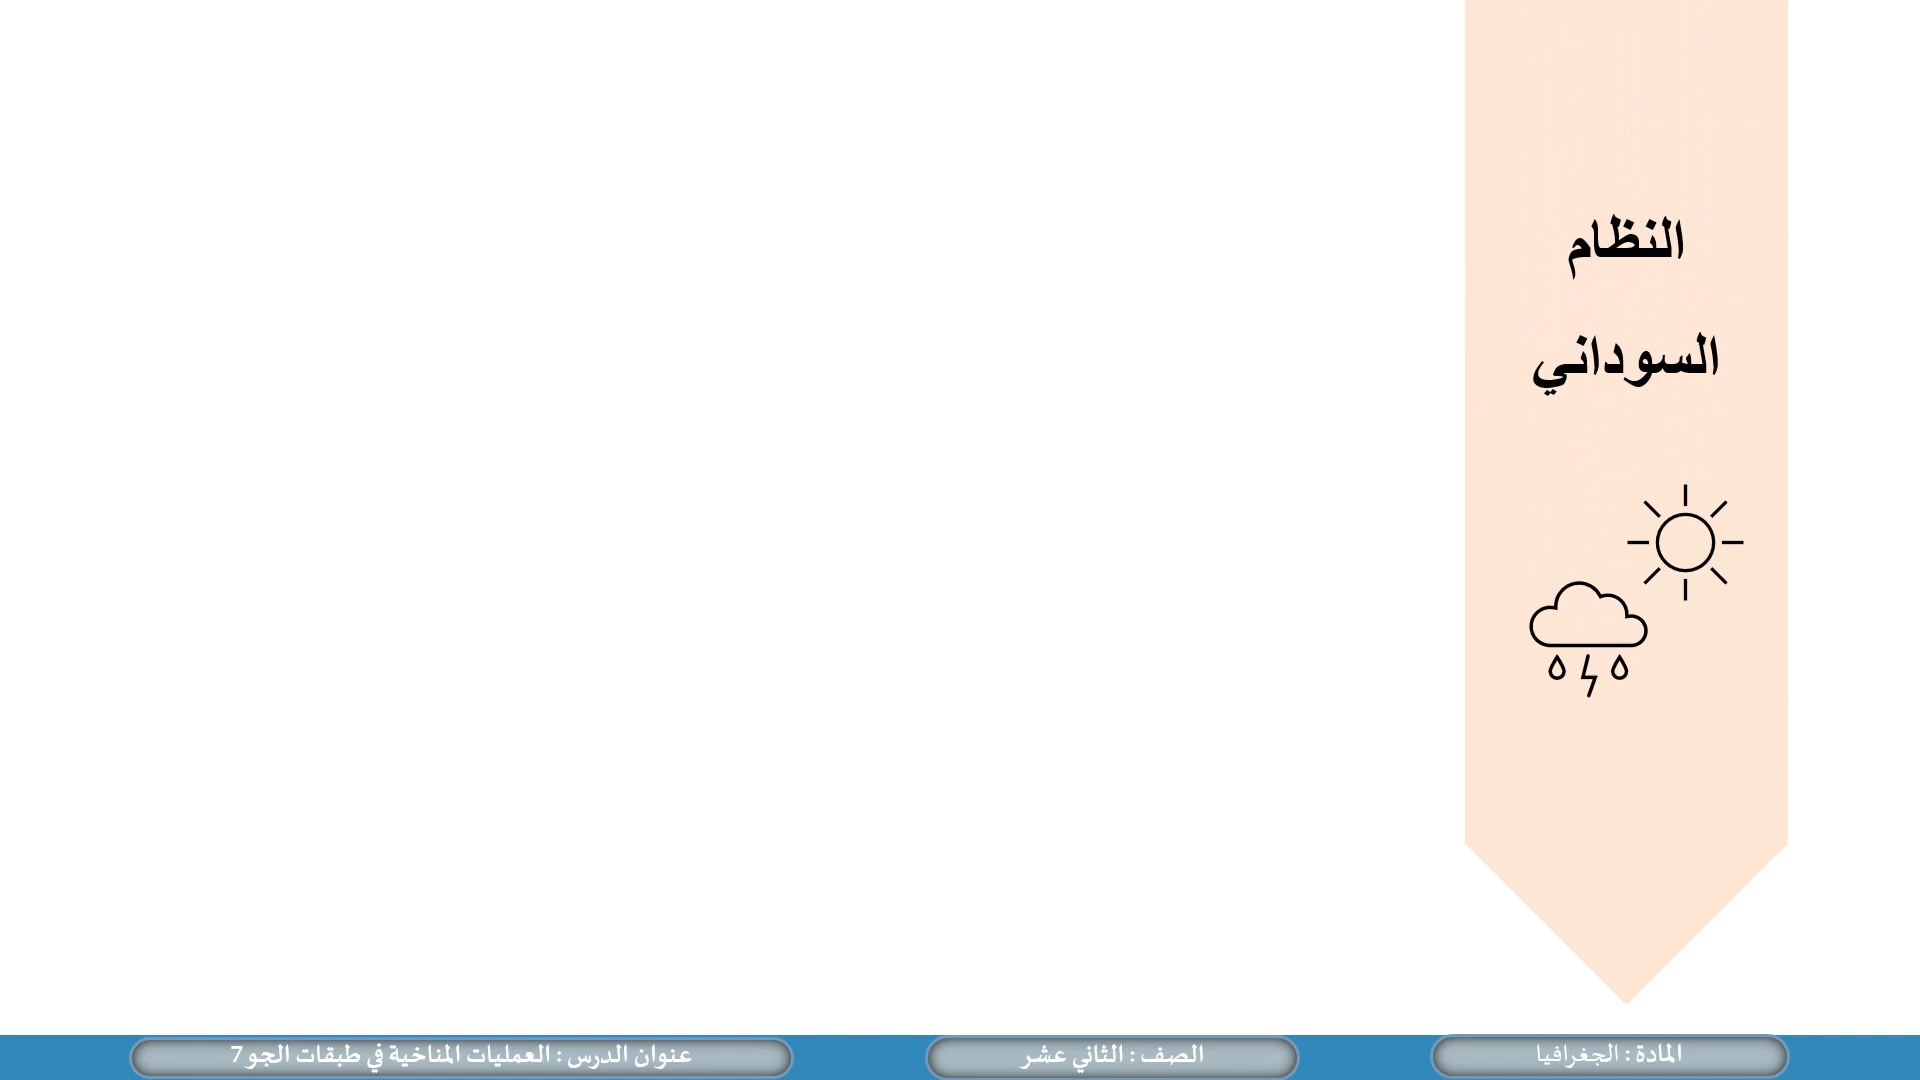 النظام
السوداني
المادة : الجغرافيا
الصف : الثاني عشر
عنوان الدرس : العمليات المناخية في طبقات الجو 7